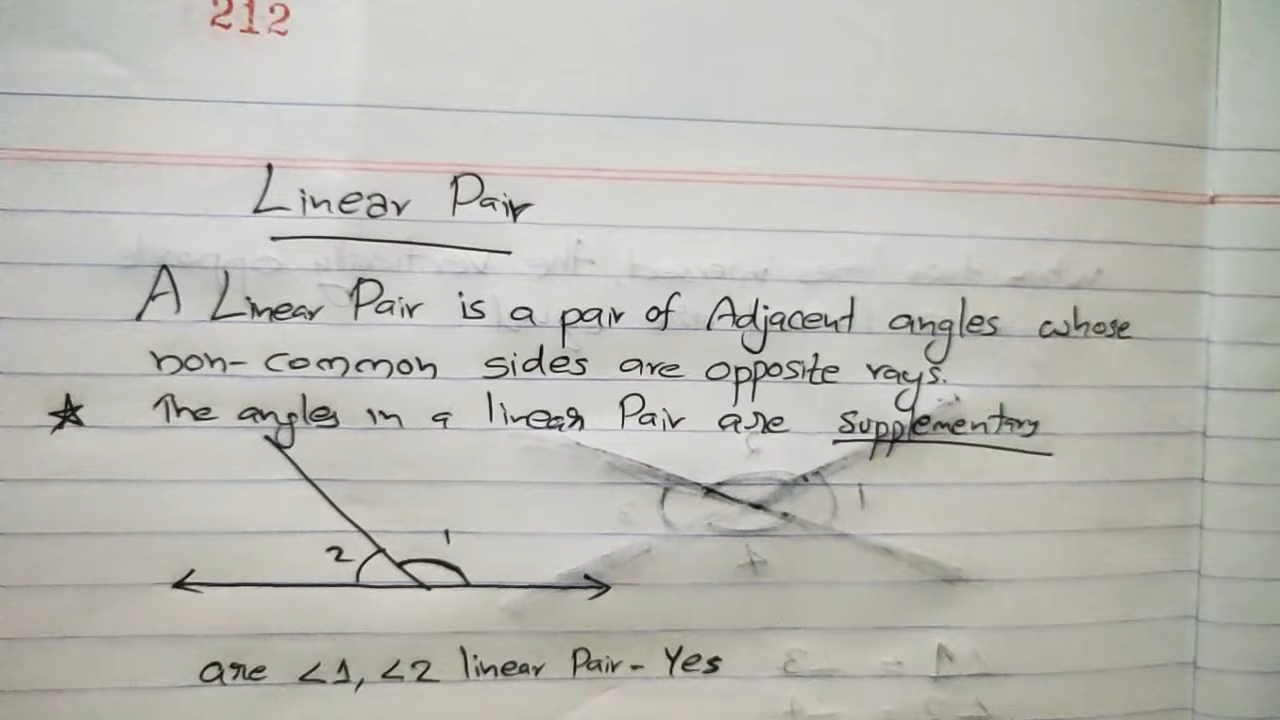 212
Linear Pair
A Linear Pair is a pair of Adjacent angles whose
non-common sides are opposite rays.
★ The angles in a linear Pair are Supplementary
2 1
are ∠1, ∠2 linear Pair - Yes